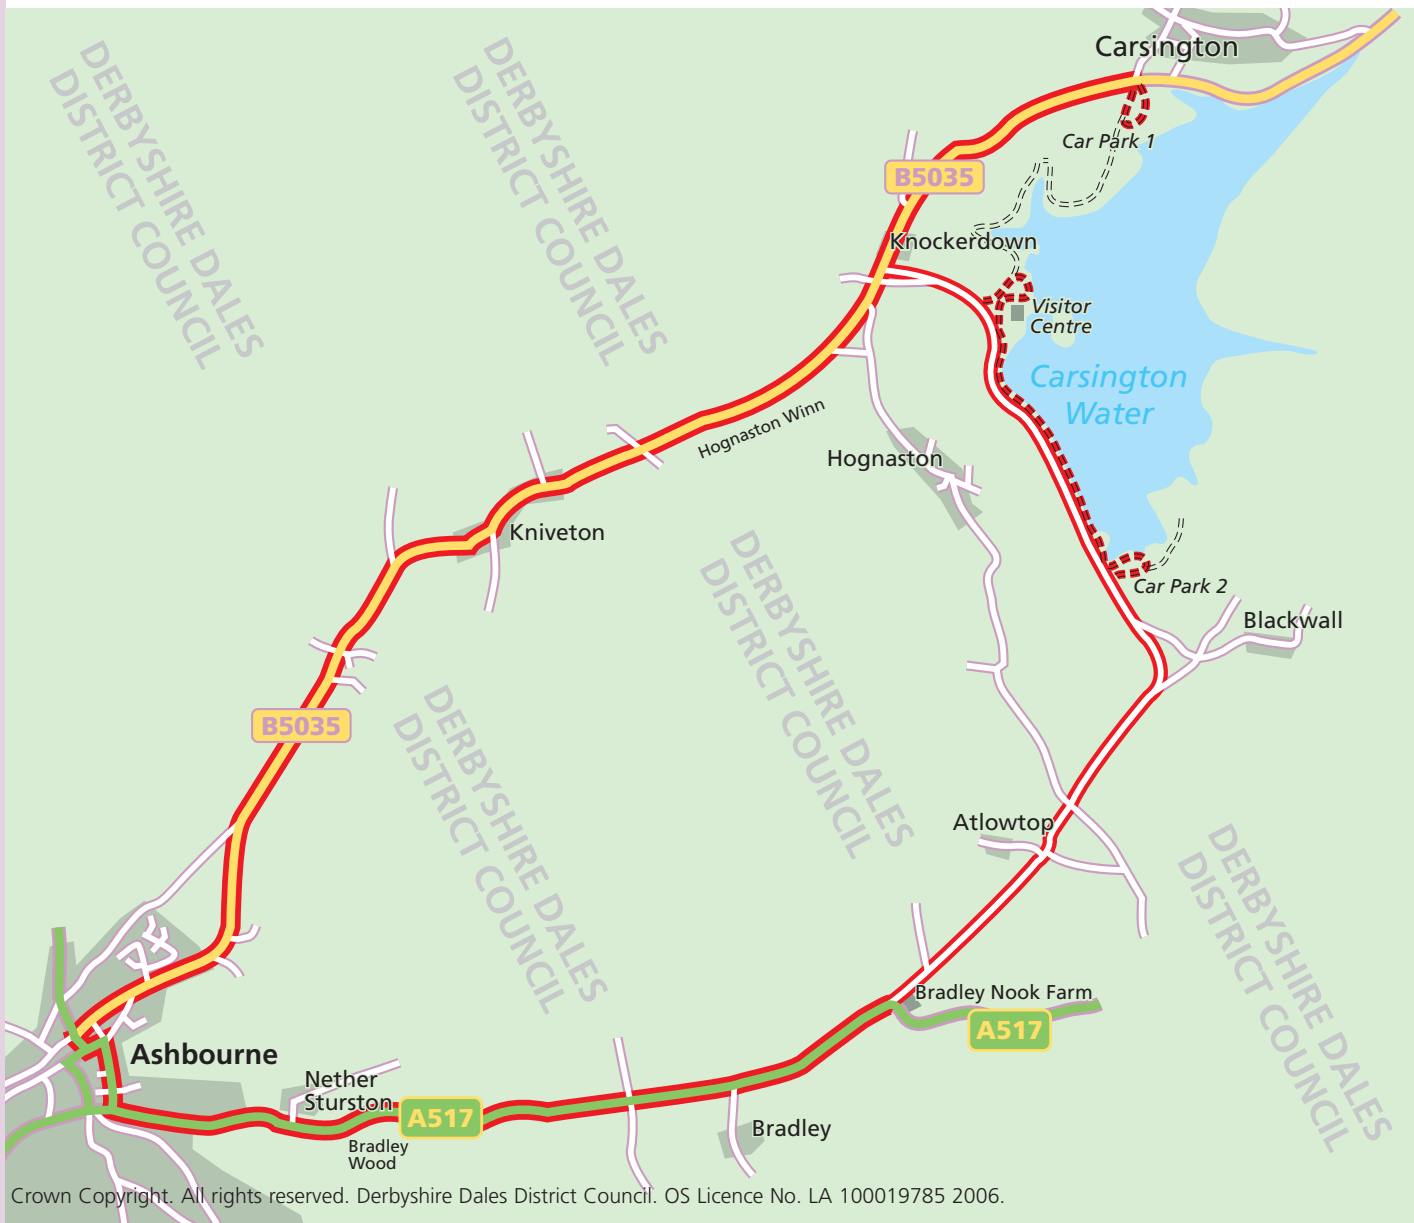 Carsington
Car Park 1
DERBYSHIRE DALES
DISTRICT COUNCIL
DERBYSHIRE DALES
DISTRICT COUNCIL
B5035
Knockerdown
Visitor
Centre
Carsington
Water
Hognaston Winn
Hognaston
Kniveton
DERBYSHIRE DALES
DISTRICT COUNCIL
Car Park 2
Blackwall
B5035
DERBYSHIRE DALES
DISTRICT COUNCIL
Atlowtop
DERBYSHIRE DALES
DISTRICT COUNCIL
Bradley Nook Farm
A517
Ashbourne
Nether
Sturston
A517
Bradley
Bradley
Wood
Crown Copyright. All rights reserved. Derbyshire Dales District Council. OS Licence No. LA 100019785 2006.